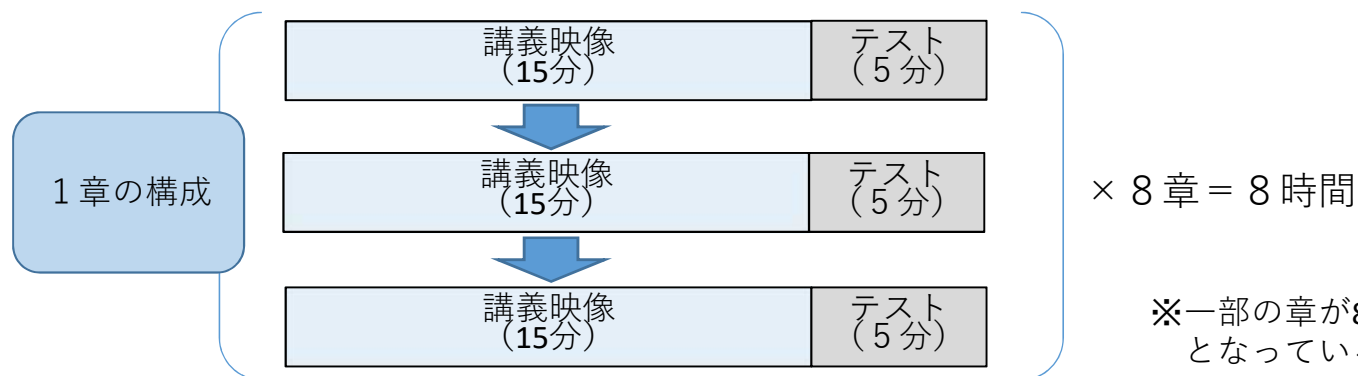 １章の構成
講義映像
（15分）
テスト
（５分）
講義映像
（15分）
テスト
（５分）
講義映像
（15分）
テスト
（５分）
×８章＝８時間
※一部の章が8
となってい